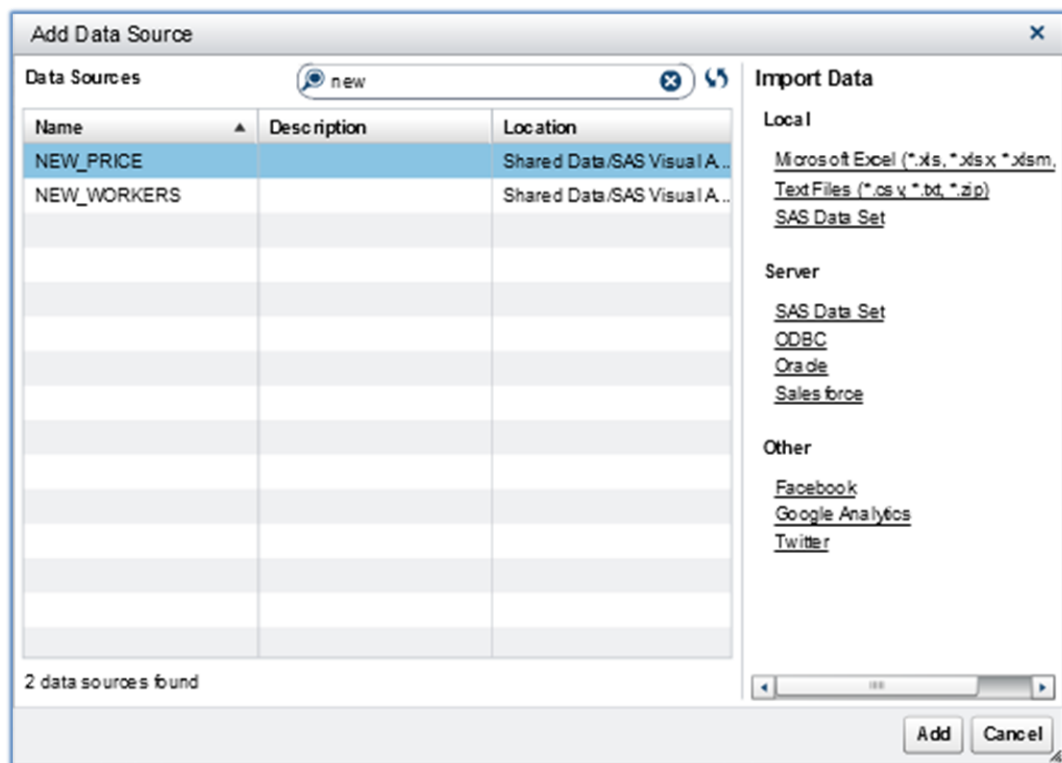 Add Data Source
Data Sources
new
Name
Description
Location
NEW_PRICE
Shared Data/SAS Visual A...
NEW_WORKERS
Shared Data/SAS Visual A...
2 data sources found
Import Data
Local
Microsoft Excel (*.xls, *.xlsx, *.xlsm,
Text Files (*.csv, *.txt, *.zip)
SAS Data Set
Server
SAS Data Set
ODBC
Oracle
Salesforce
Other
Facebook
Google Analytics
Twitter
Add
Cancel